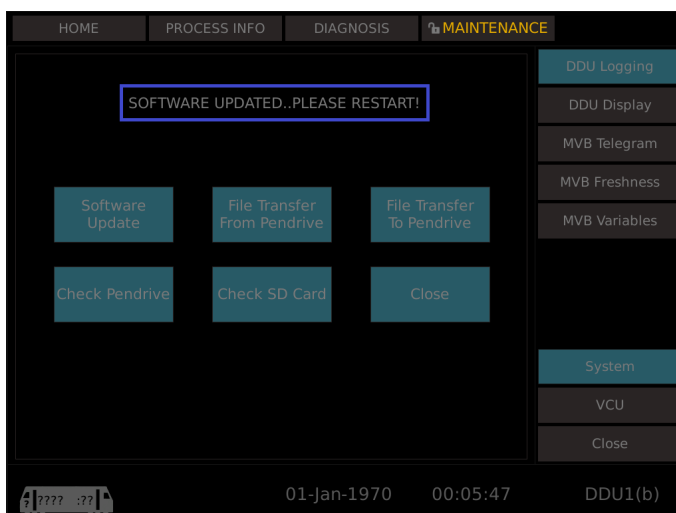 HOME PROCESS INFO DIAGNOSIS MAINTENANCE
SOFTWARE UPDATED..PLEASE RESTART!
Software
Update
File Transfer
From Pendrive
File Transfer
To Pendrive
Check Pendrive
Check SD Card
Close
DDU Logging
DDU Display
MVB Telegram
MVB Freshness
MVB Variables
System
VCU
Close
? ???? :??
01-Jan-1970 00:05:47 DDU1(b)